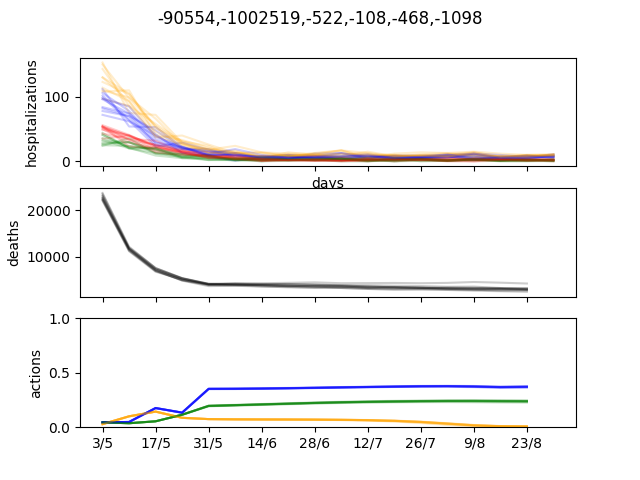 -90554,-1002519,-522,-108,-468,-1098
hospitalizations
100
0
days
deaths
20000
10000
actions
1.0
0.5
0.0
3/5 17/5 31/5 14/6 28/6 12/7 26/7 9/8 23/8